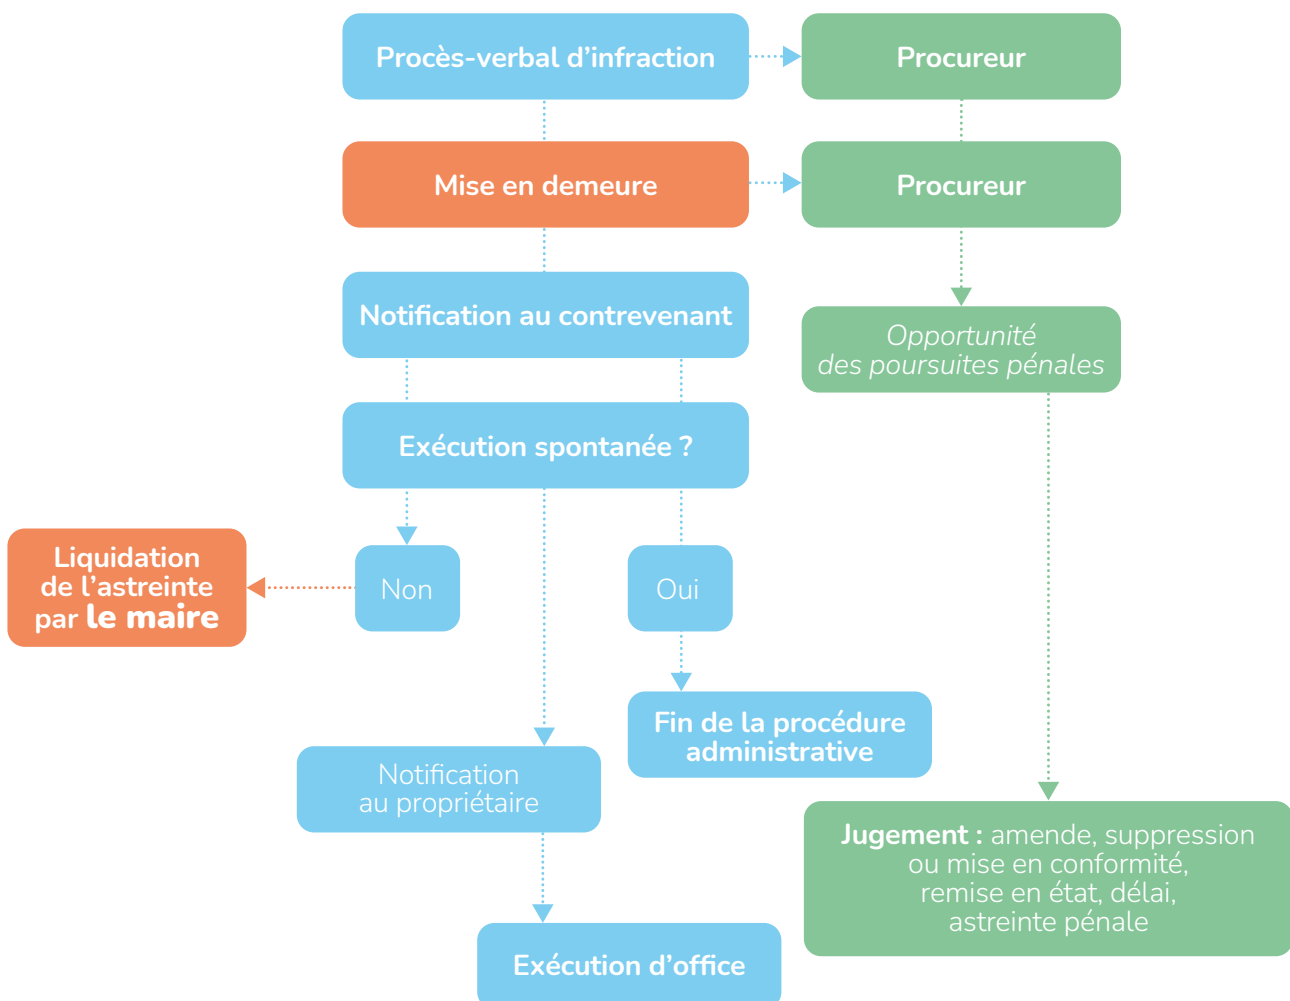 Procès-verbal d’infraction
Procureur
Mise en demeure
Procureur
Notification au contrevenant
Opportunité
des poursuites pénales
Exécution spontanée ?
Liquidation
de l’astreinte
par le maire
Non
Oui
Fin de la procédure
administrative
Notification
au propriétaire
Jugement : amende, suppression
ou mise en conformité,
remise en état, délai,
astreinte pénale
Exécution d’office